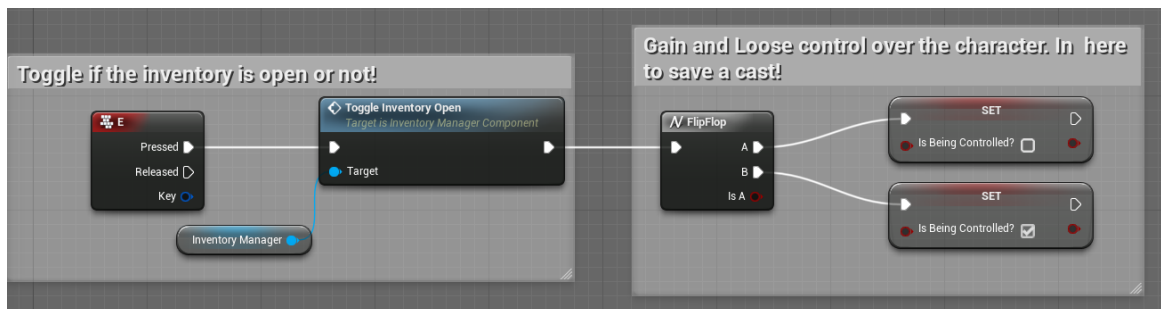 Toggle if the inventory is open or not!
E
Pressed
Released
Key
Inventory Manager
Toggle Inventory Open
Target is Inventory Manager Component
Target
Gain and Loose control over the character. In  here
to save a cast!
FlipFlop
A
B
Is A
SET
Is Being Controlled?
SET
Is Being Controlled?